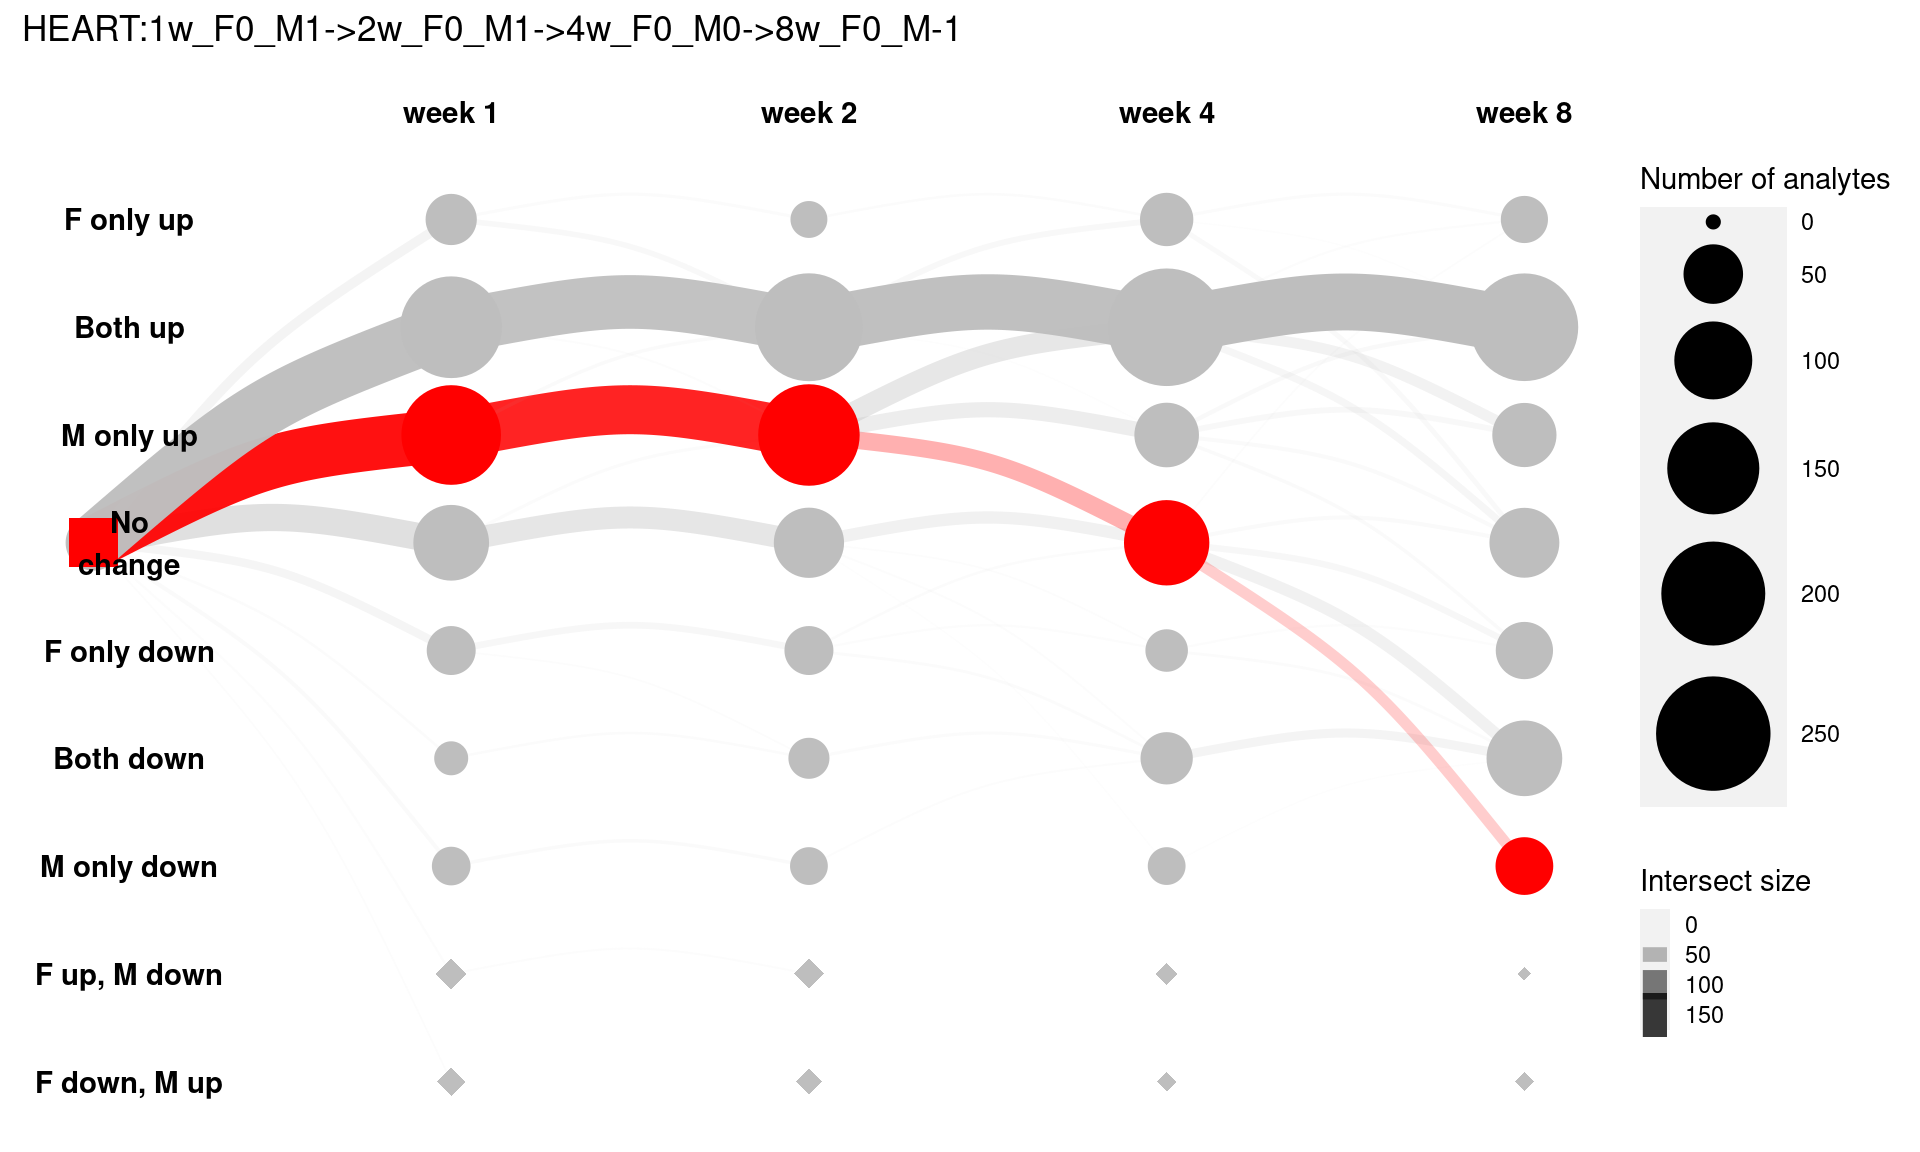 HEART:1w_F0_M1->2w_F0_M1->4w_F0_M0->8w_F0_M-1
week 1
week 2
week 4
week 8
F only up
Both up
M only up
No
change
F only down
Both down
M only down
F up, M down
F down, M up
Number of analytes
0
50
100
150
200
250
Intersect size
0
50
100
150